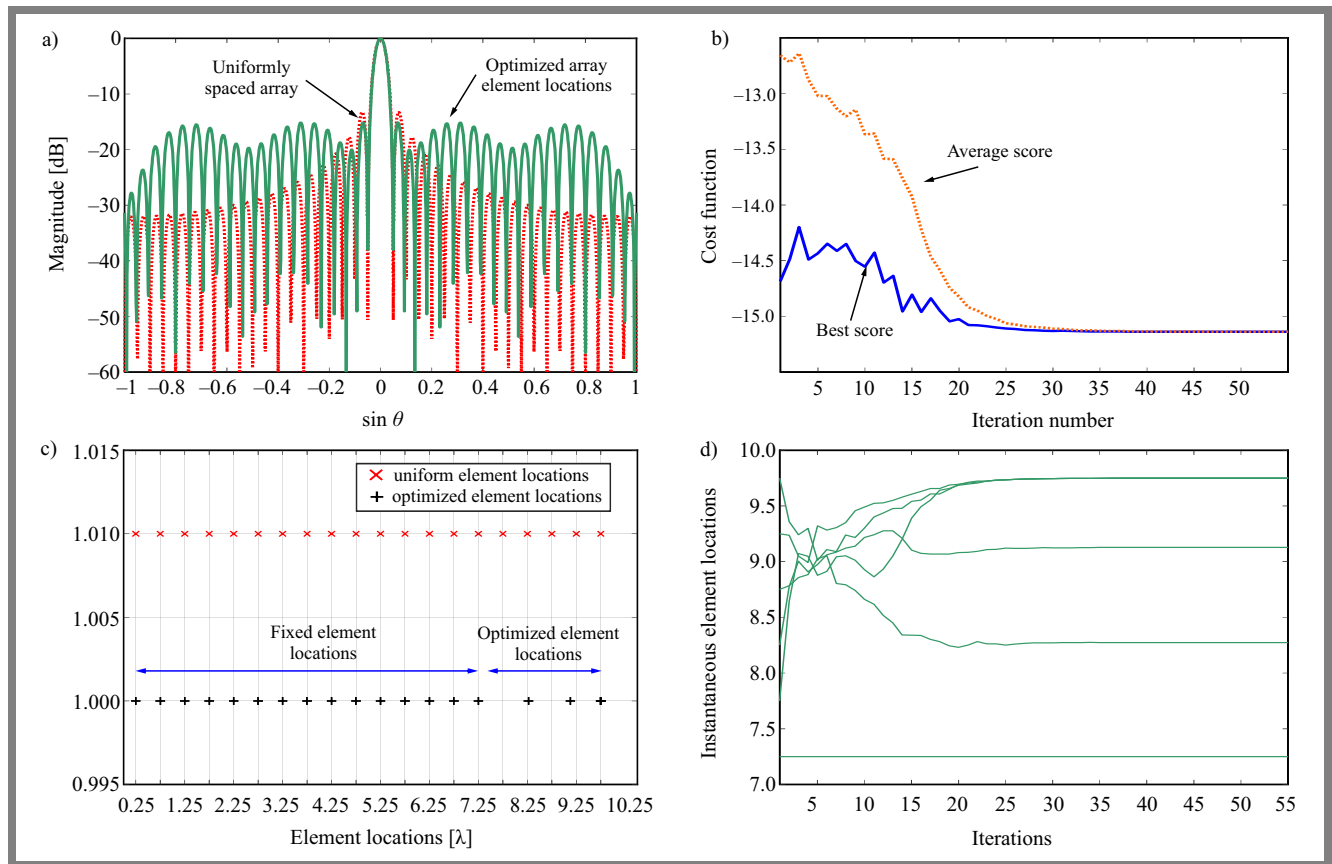 a)
0
−10
−20
−30
−40
−50
−60
Magnitude [dB]
Uniformly
spaced array
Optimized array
element locations
−1 −0.8 −0.6 −0.4 −0.2 0 0.2 0.4 0.6 0.8 1
sin θ
b)
−13.0
−13.5
−14.0
−14.5
−15.0
Cost function
Average score
Best score
5 10 15 20 25 30 35 40 45 50
Iteration number
c)
1.015
1.010
1.005
1.000
0.995
× uniform element locations
+ optimized element locations
Fixed element
locations
Optimized element
locations
0.25 1.25 2.25 3.25 4.25 5.25 6.25 7.25 8.25 9.25 10.25
Element locations [λ]
d)
10.0
9.5
9.0
8.5
8.0
7.5
7.0
Instantaneous element locations
5 10 15 20 25 30 35 40 45 50 55
Iterations